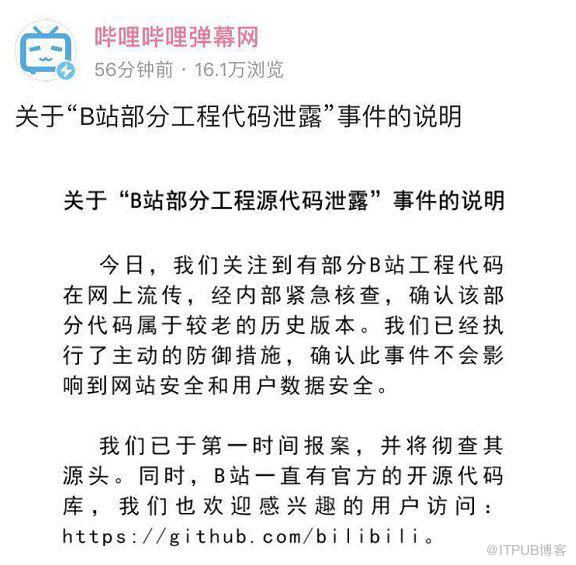 哔哩哔哩弹幕网
56分钟前 · 16.1万浏览
关于“B站部分工程代码泄露”事件的说明
关于“B站部分工程源代码泄露”事件的说明
今日，我们关注到有部分B站工程代码
在网上流传，经内部紧急核查，确认该部
分代码属于较老的历史版本。我们已经执
行了主动的防御措施，确认此事件不会影
响到网站安全和用户数据安全。
我们已于第一时间报案，并将彻查其
源头。同时，B站一直有官方的开源代码
库，我们也欢迎感兴趣的用户访问：
https://github.com/bilibili。
@ITPUB博客